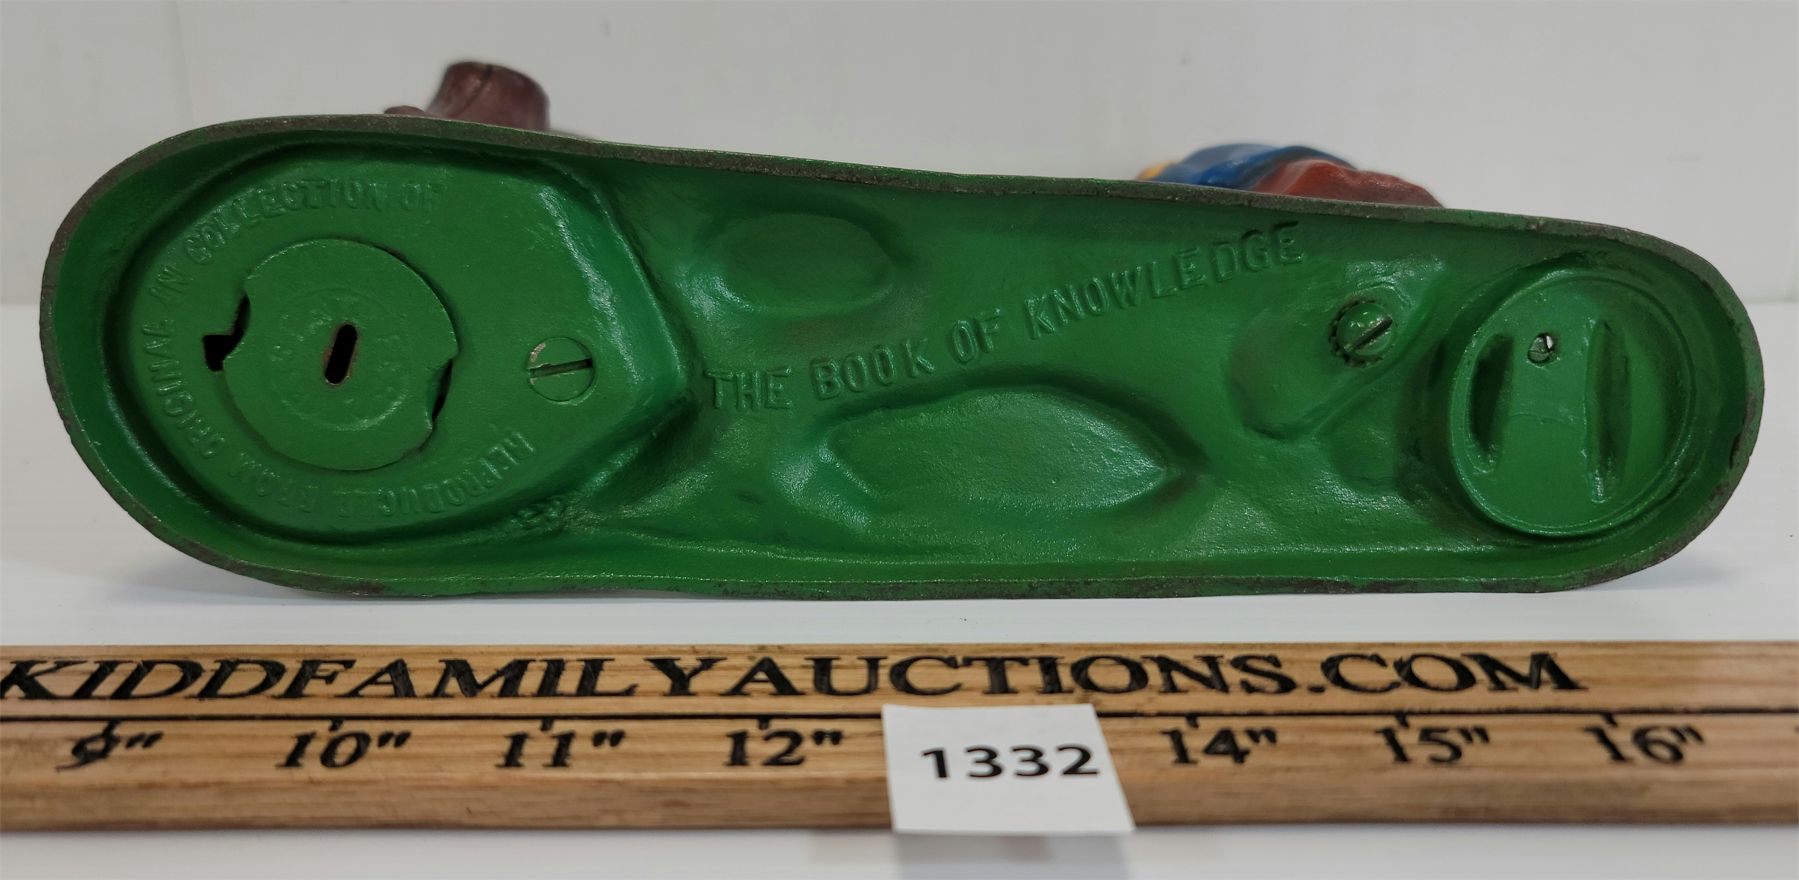 REPRODUCED FROM ORIGINAL IN COLLECTION OF
THE BOOK OF KNOWLEDGE
KIDDFAMILYAUCTIONS.COM
9" 10" 11" 12" 14" 15" 16"
1332